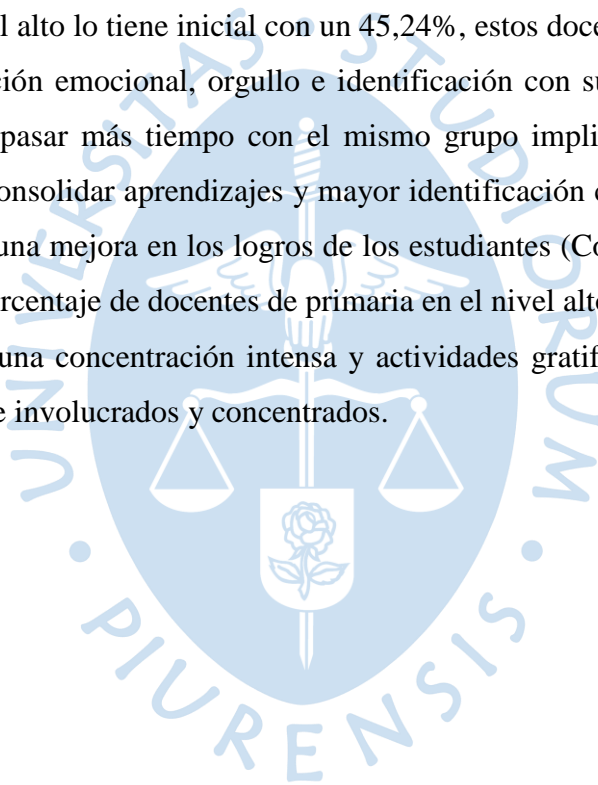 l alto lo tiene inicial con un 45,24%, estos doce
ción emocional, orgullo e identificación con su
pasar más tiempo con el mismo grupo impli
onsolidar aprendizajes y mayor identificación
una mejora en los logros de los estudiantes (Co
rcentaje de docentes de primaria en el nivel alto
una concentración intensa y actividades gratif
e involucrados y concentrados.
UNIVERSITAS • STUDIORUM • PIURENSIS •